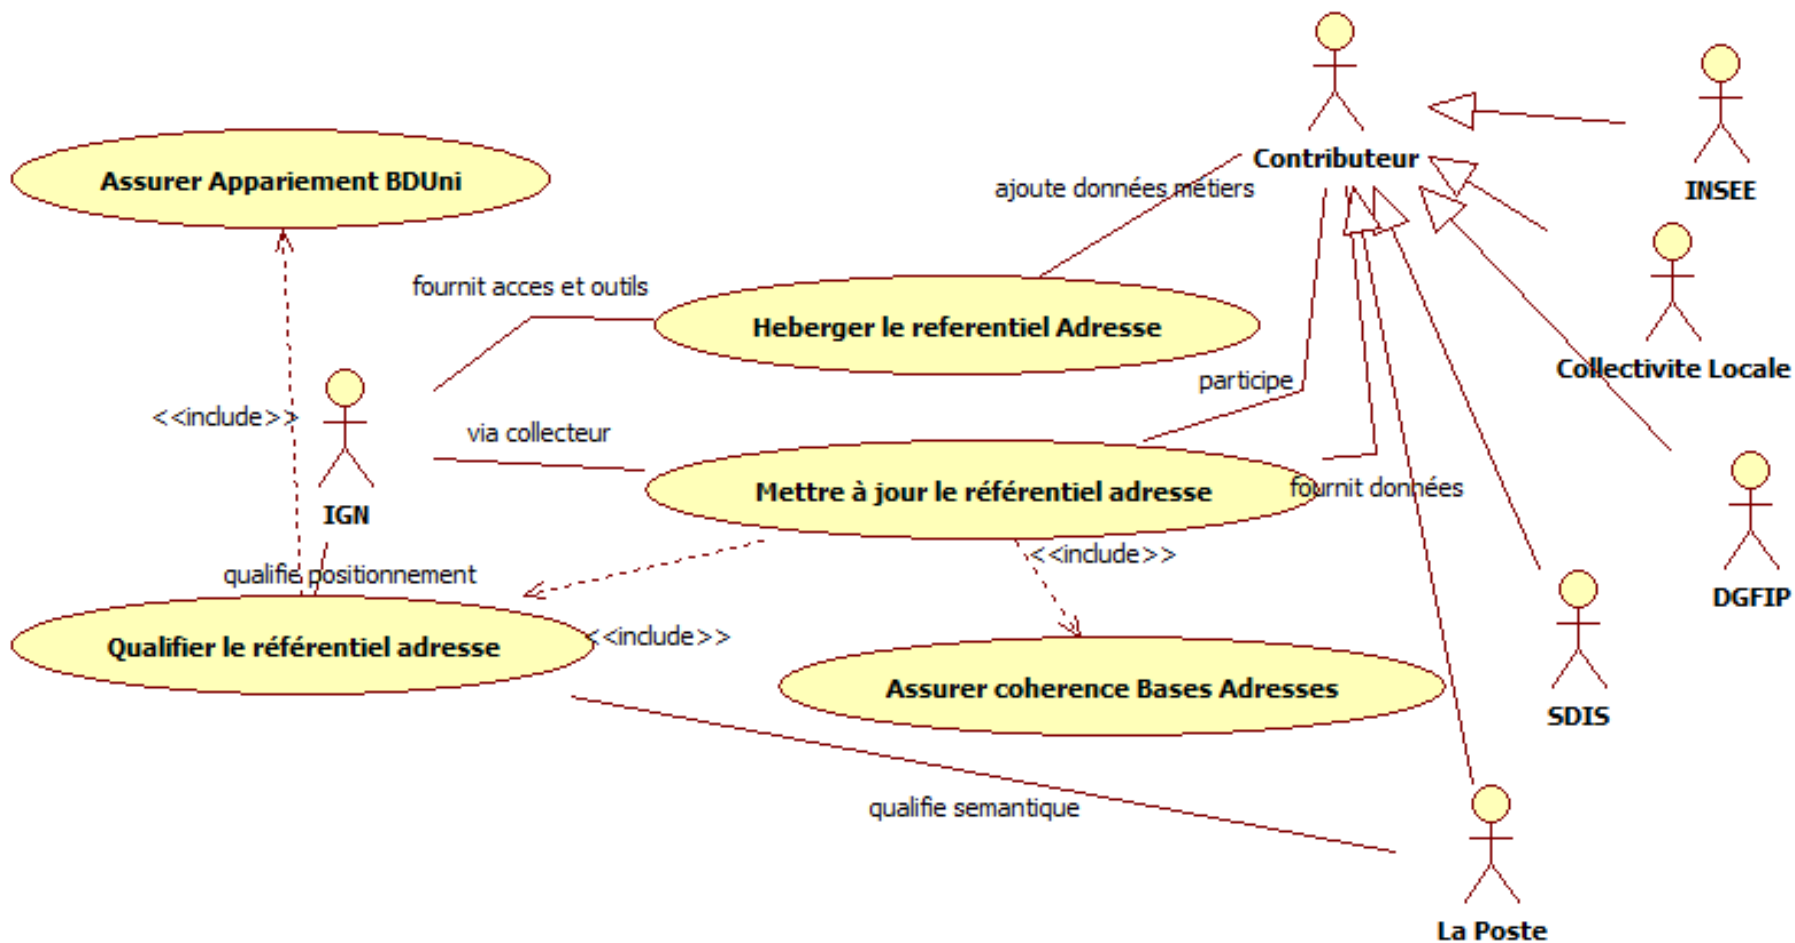 Contributeur
INSEE
Assurer Appariement BDUni
ajoute données métiers
fournit acces et outils
Heberger le referentiel Adresse
Collectivite Locale
participe
<<include>>
via collecteur
Mettre à jour le référentiel adresse
fournit données
IGN
<<include>>
qualifie positionnement
DGFIP
Qualifier le référentiel adresse
<<include>>
Assurer coherence Bases Adresses
SDIS
qualifie semantique
La Poste